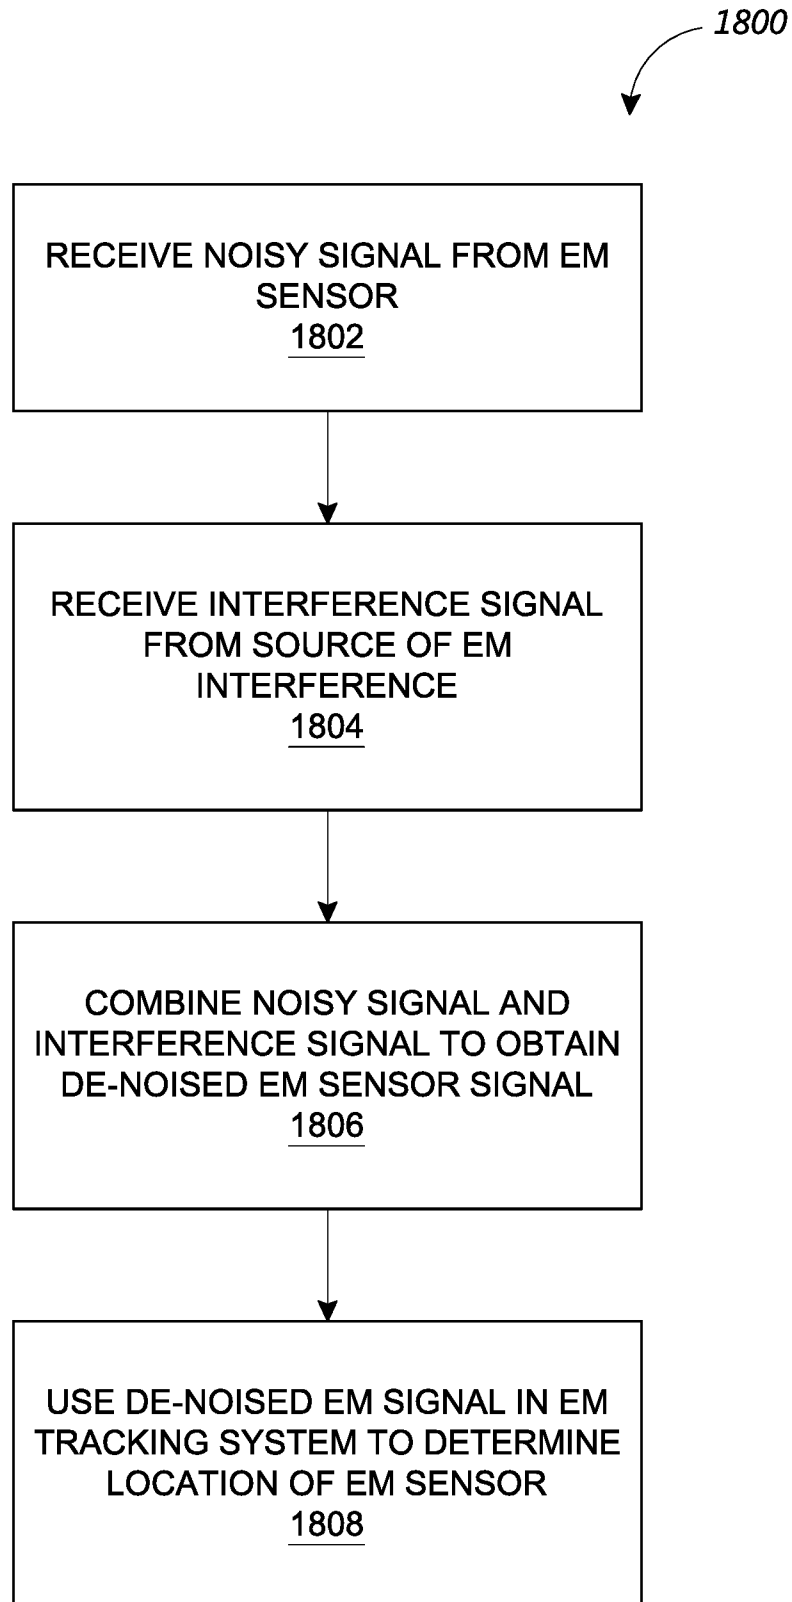 1800
RECEIVE NOISY SIGNAL FROM EM
SENSOR
1802
RECEIVE INTERFERENCE SIGNAL
FROM SOURCE OF EM
INTERFERENCE
1804
COMBINE NOISY SIGNAL AND
INTERFERENCE SIGNAL TO OBTAIN
DE-NOISED EM SENSOR SIGNAL
1806
USE DE-NOISED EM SIGNAL IN EM
TRACKING SYSTEM TO DETERMINE
LOCATION OF EM SENSOR
1808